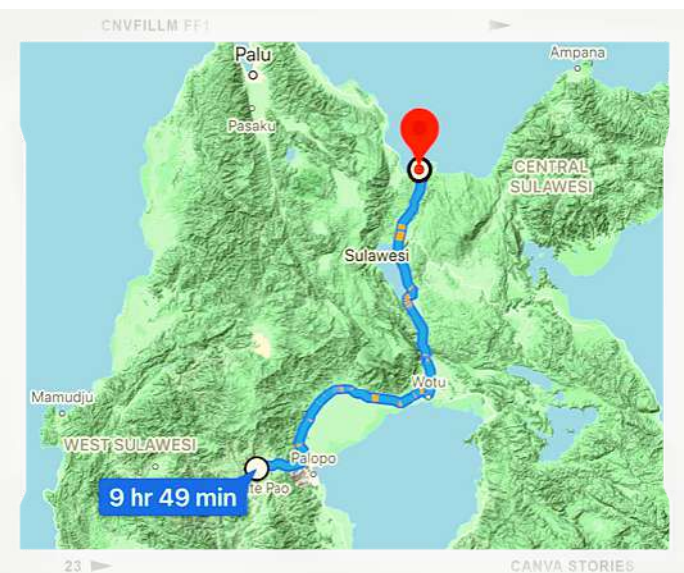 CNVFILLM FF1
Palu
Ampana
Pasaku
CENTRAL
SULAWESI
Sulawesi
Wotu
Mamudju
WEST SULAWESI
Palopo
9 hr 49 min
Pao
23
CANVA STORIES